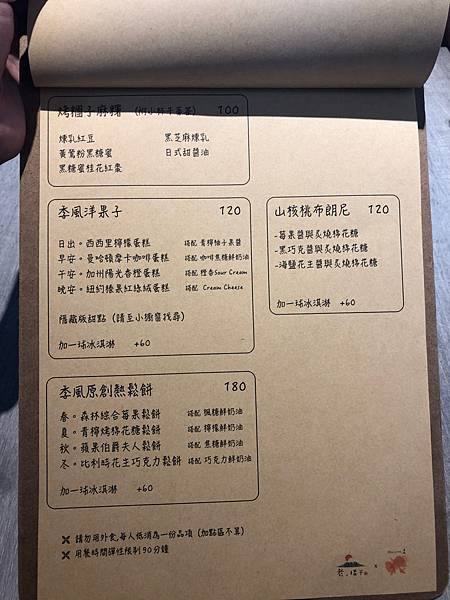 烤糰子麻糬 (附小杯牛蒡茶) 100
煉乳紅豆
黑芝麻煉乳
黃鶯粉黑糖蜜
日式甜醬油
黑糖蜜桂花紅棗
季風洋果子 120
日出。西西里檸檬蛋糕 搭配 青檸柚子果醬
早安。曼哈頓摩卡咖啡蛋糕 搭配 咖啡焦糖鮮奶油
午安。加州陽光香橙蛋糕 搭配 橙香Sour Cream
晚安。紐約榛果紅絲絨蛋糕 搭配 Cream Cheese
隱藏版甜點 (請至小櫥窗找尋)
加一球冰淇淋 +60
山核桃布朗尼 120
-莓果醬與炙燒棉花糖
-黑巧克醬與炙燒棉花糖
-海鹽花生醬與炙燒棉花糖
加一球冰淇淋 +60
季風原創熱鬆餅 180
春。森林綜合莓果鬆餅 搭配 楓糖鮮奶油
夏。青檸烤棉花糖鬆餅 搭配 檸檬鮮奶油
秋。蘋果伯爵夫人鬆餅 搭配 焦糖鮮奶油
冬。比利時花生巧克力鬆餅 搭配 巧克力鮮奶油
加一球冰淇淋 +60
✕ 請勿用外食,每人低消為一份品項 (加點區不算)
✕ 用餐時間彈性限制90分鐘
x